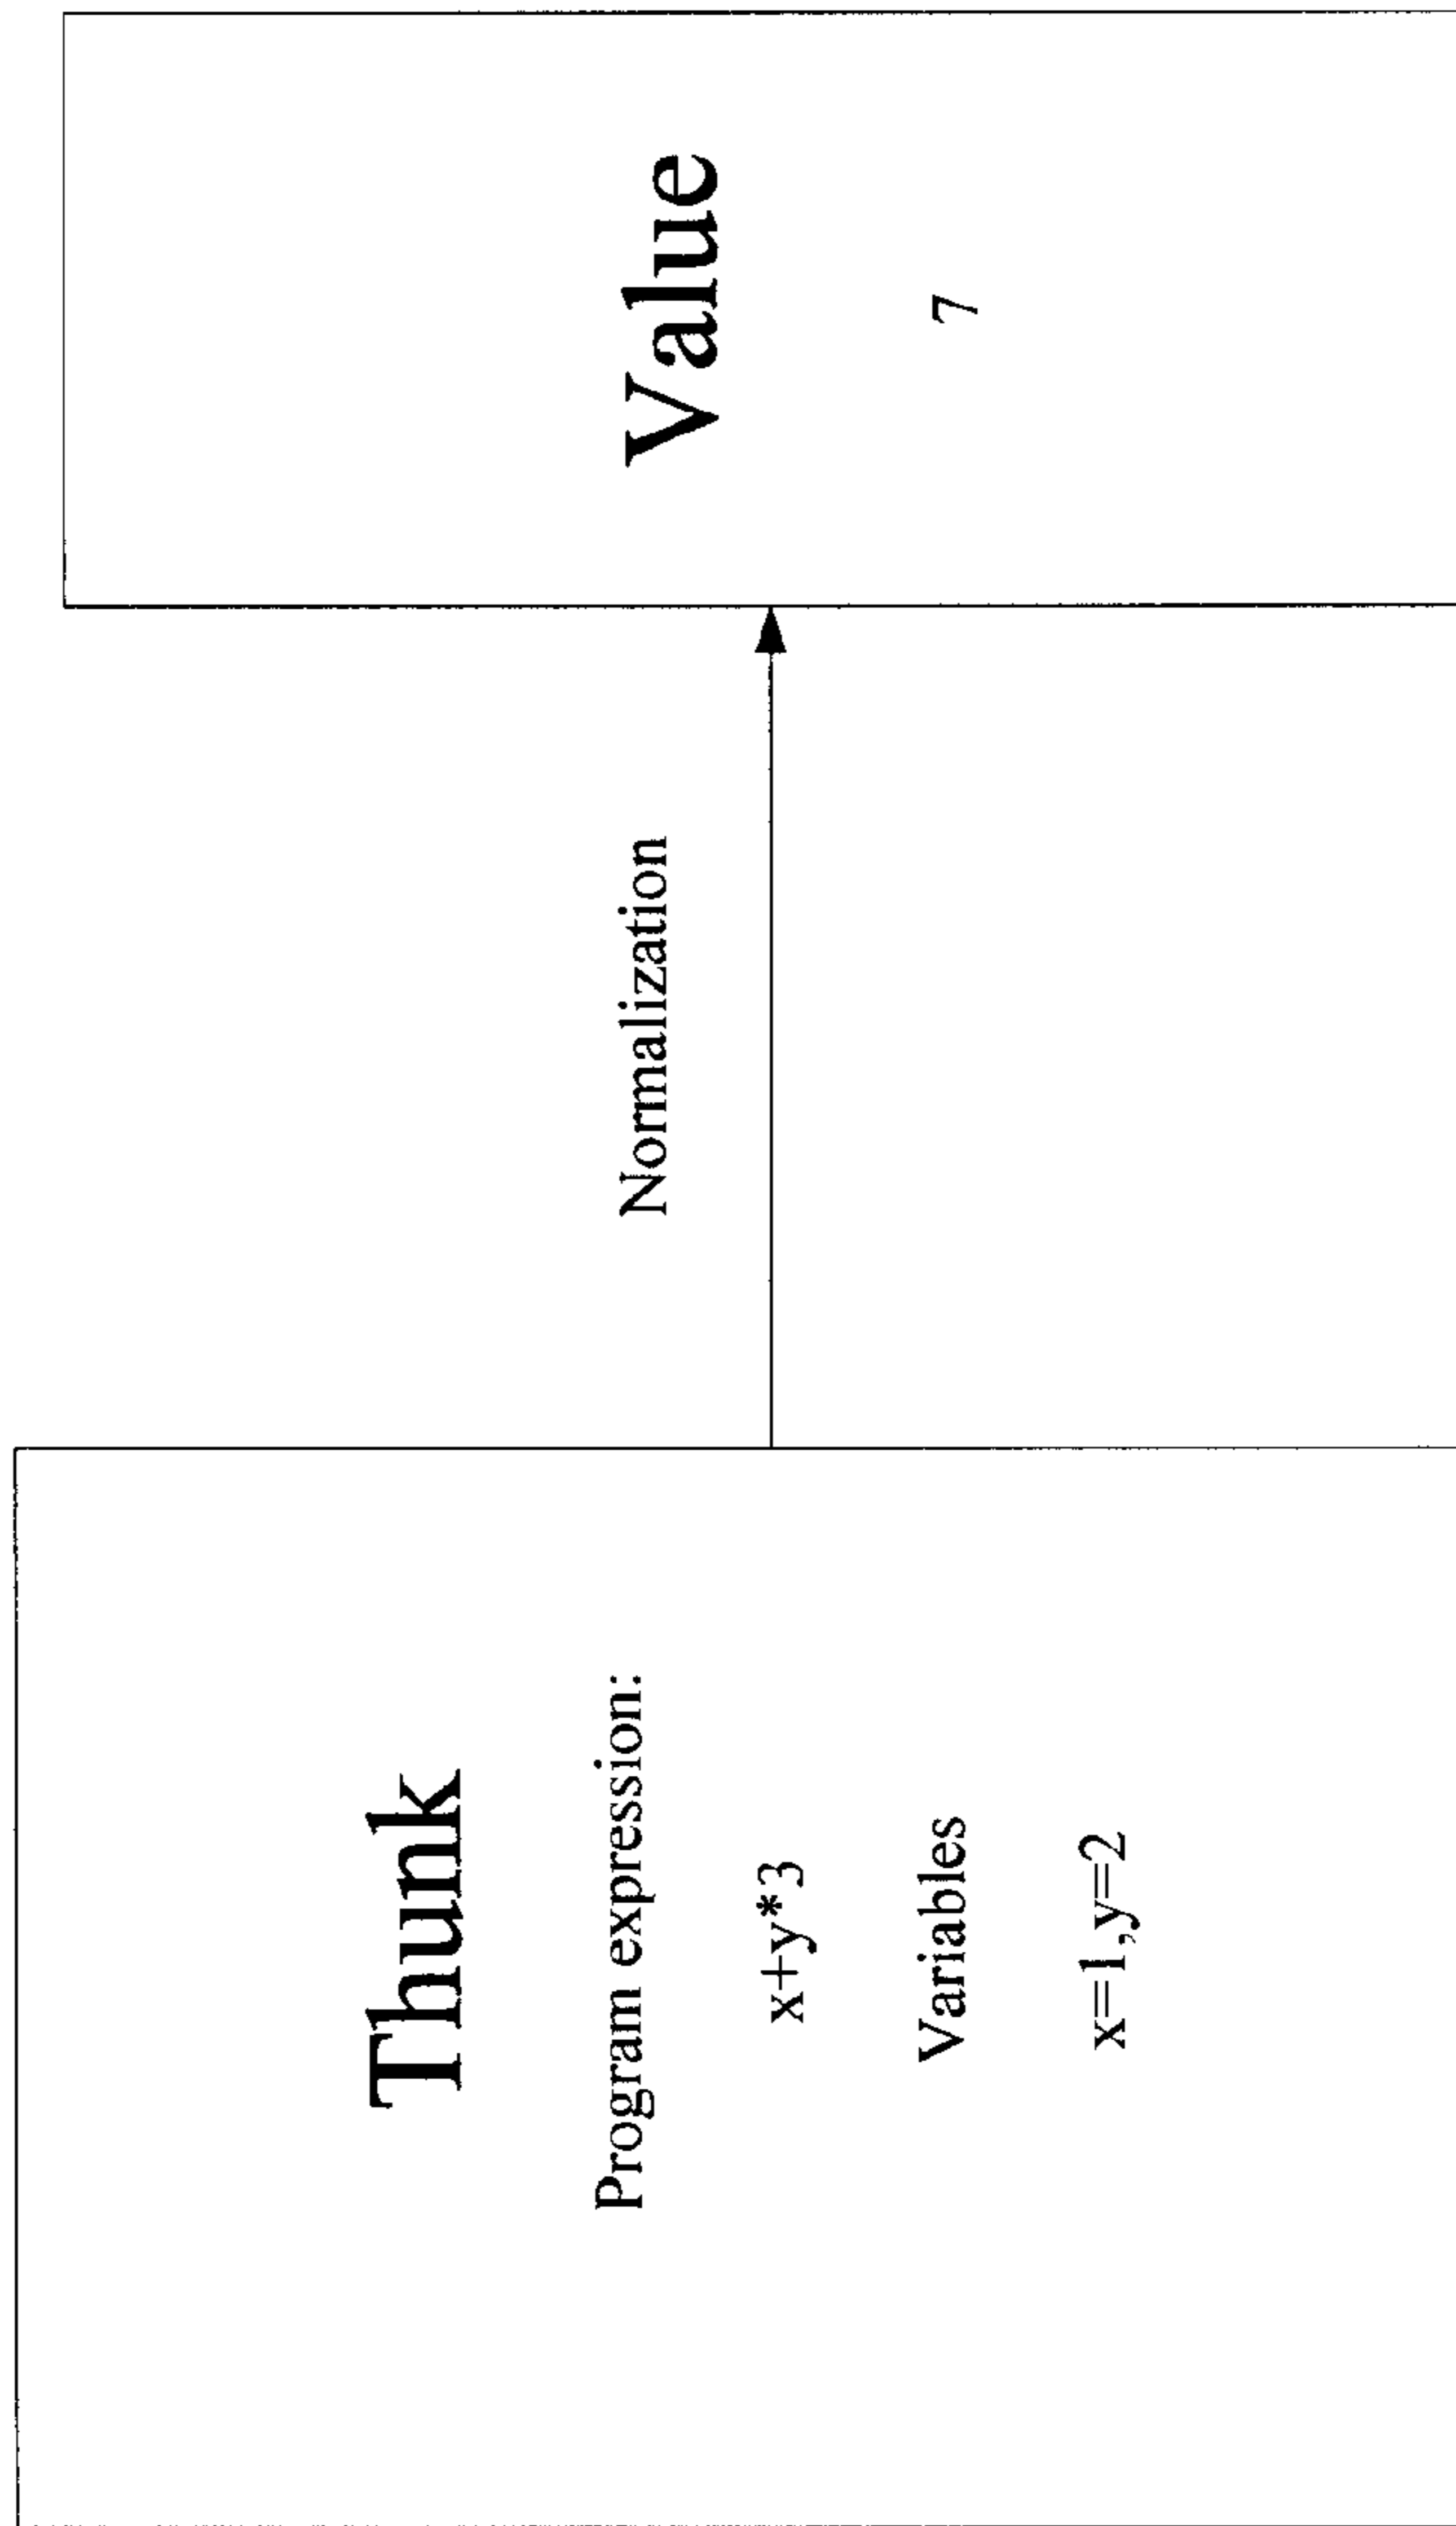 Thunk
Program expression:
x+y*3
Variables
x=1,y=2
Normalization
Value
7